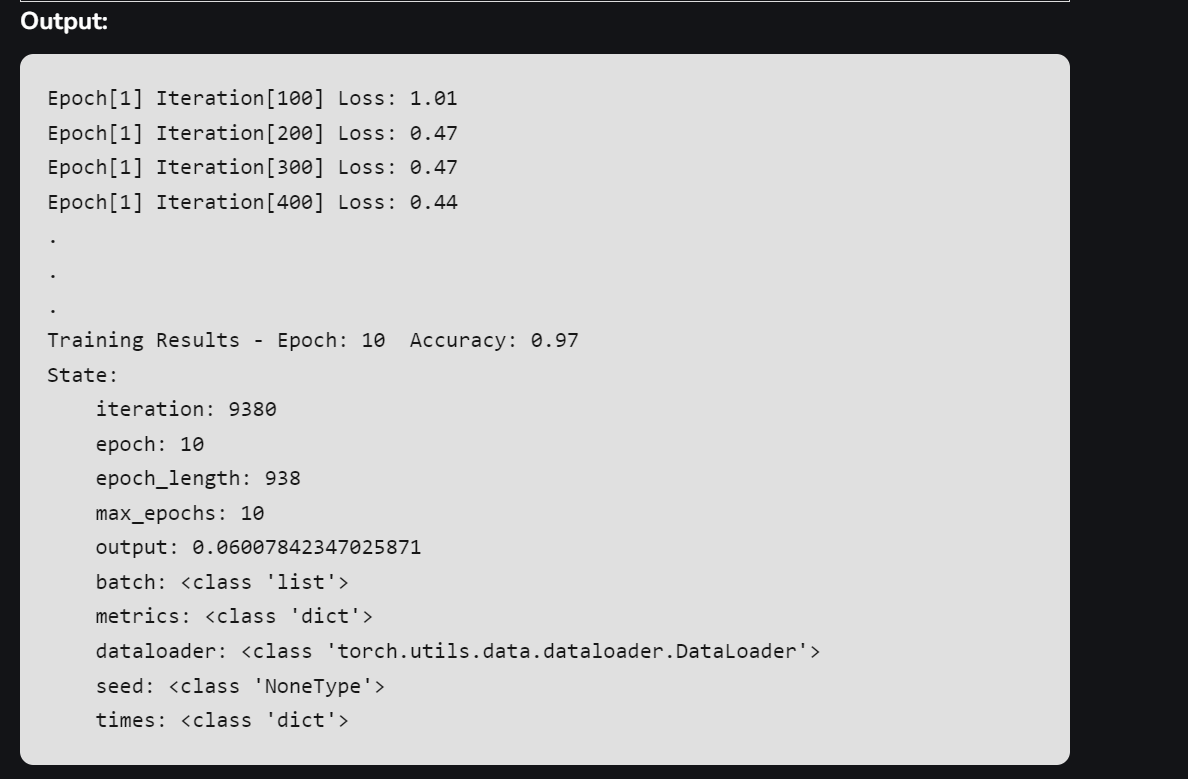 Output:
Epoch[1] Iteration[100] Loss: 1.01
Epoch[1] Iteration[200] Loss: 0.47
Epoch[1] Iteration[300] Loss: 0.47
Epoch[1] Iteration[400] Loss: 0.44
.
.
.
Training Results - Epoch: 10  Accuracy: 0.97
State:
    iteration: 9380
    epoch: 10
    epoch_length: 938
    max_epochs: 10
    output: 0.06007842347025871
    batch: <class 'list'>
    metrics: <class 'dict'>
    dataloader: <class 'torch.utils.data.dataloader.DataLoader'>
    seed: <class 'NoneType'>
    times: <class 'dict'>